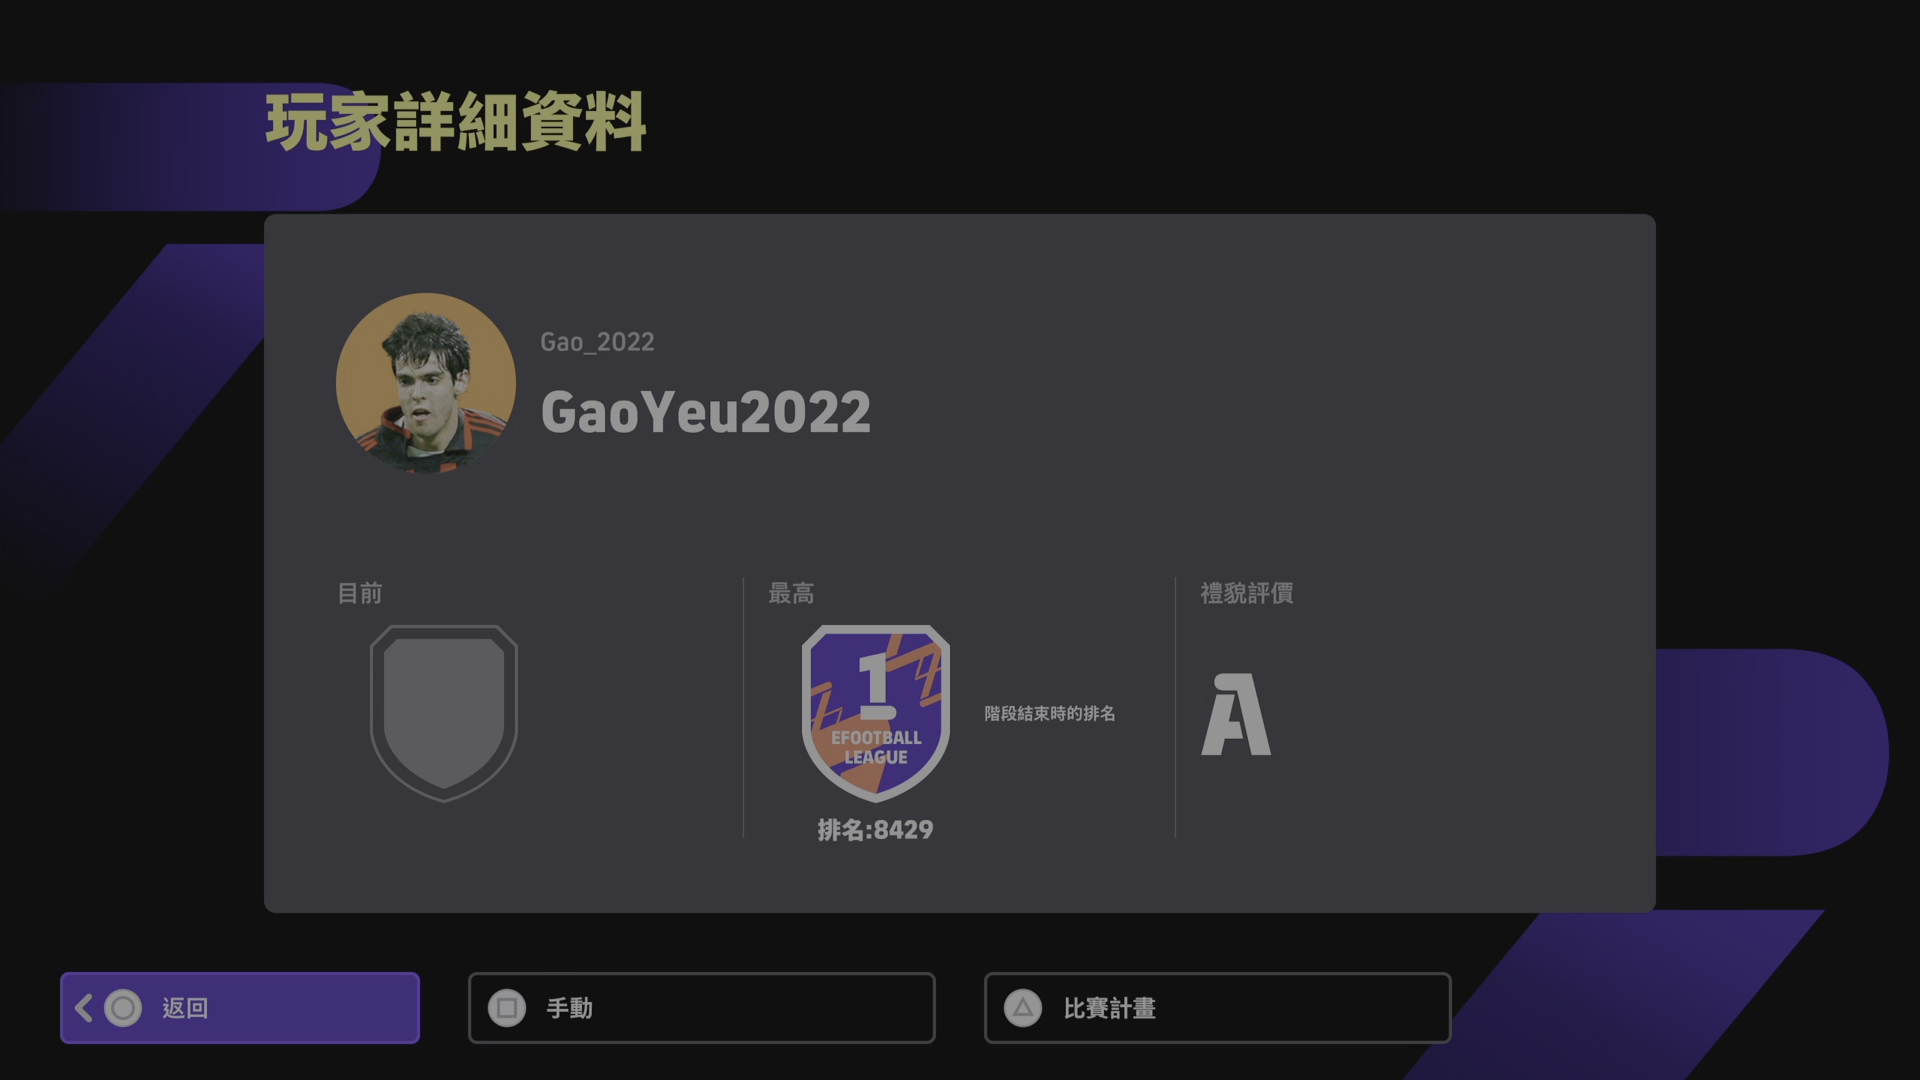 玩家詳細資料
Gao_2022
GaoYeu2022
目前
最高
禮貌評價
1
EFOOTBALL
LEAGUE
階段結束時的排名
A
排名:8429
返回
手動
比賽計畫